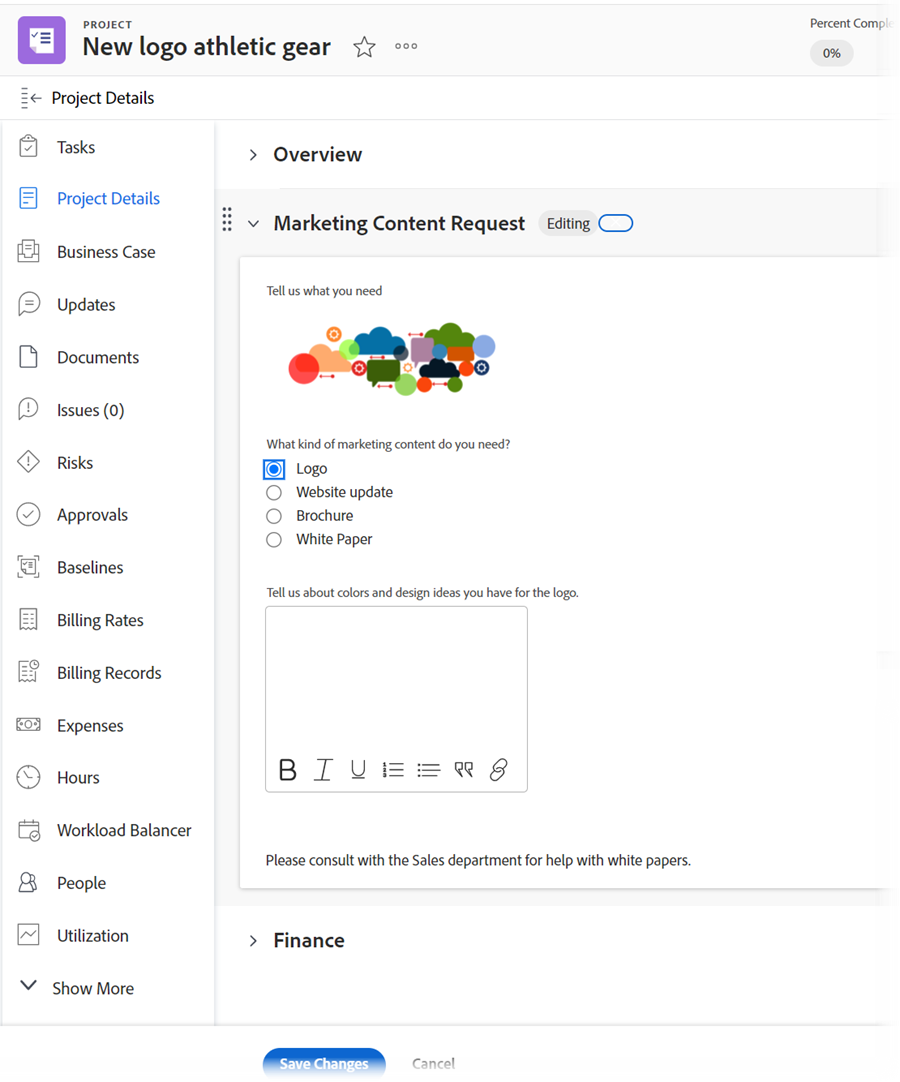 PROJECT
New logo athletic gear
Percent Comple
0%
Project Details
Tasks
Project Details
Business Case
Updates
Documents
Issues (0)
Risks
Approvals
Baselines
Billing Rates
Billing Records
Expenses
Hours
Workload Balancer
People
Utilization
Show More
Overview
Marketing Content Request Editing
Tell us what you need
What kind of marketing content do you need?
Logo
Website update
Brochure
White Paper
Tell us about colors and design ideas you have for the logo.
B I U
Please consult with the Sales department for help with white papers.
Finance
Save Changes Cancel